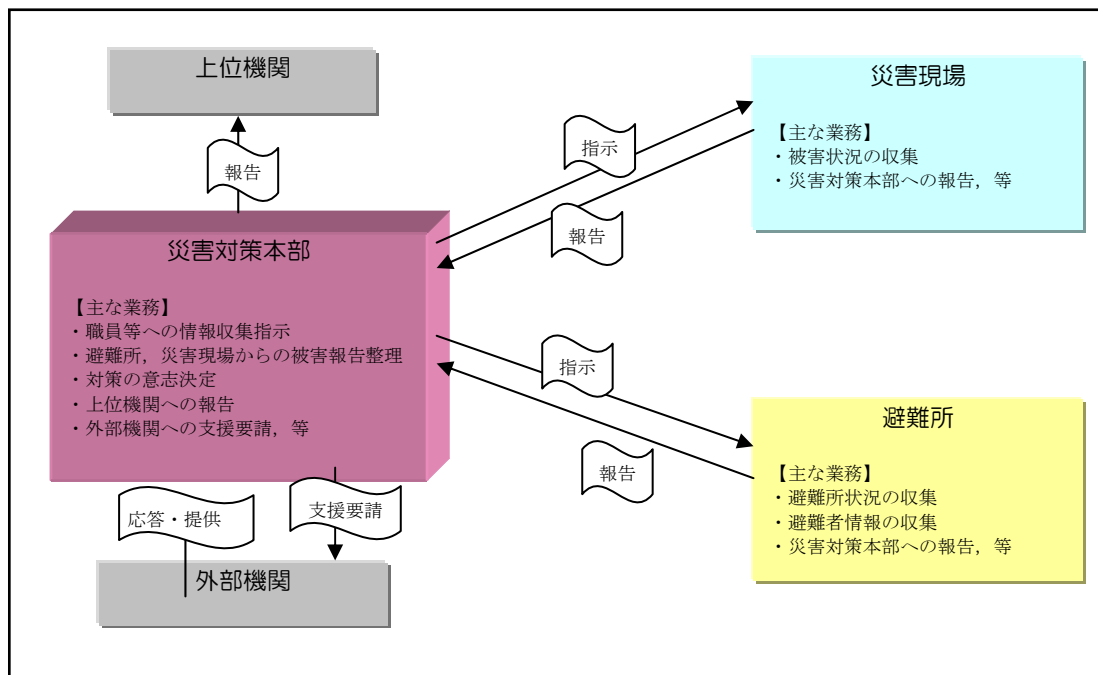 上位機関
報告
災害対策本部
【主な業務】
・職員等への情報収集指示
・避難所，災害現場からの被害報告整理
・対策の意志決定
・上位機関への報告
・外部機関への支援要請，等
応答・提供
支援要請
外部機関
指示
報告
災害現場
【主な業務】
・被害状況の収集
・災害対策本部への報告，等
指示
報告
避難所
【主な業務】
・避難所状況の収集
・避難者情報の収集
・災害対策本部への報告，等